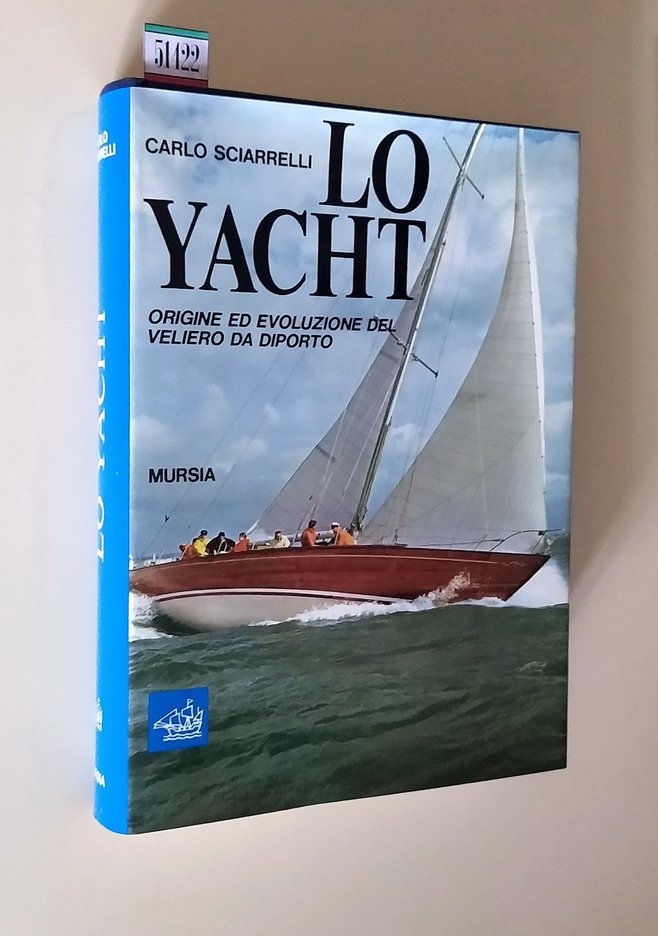 51422
CARLO SCIARRELLI
LO
YACHT
ORIGINE ED EVOLUZIONE DEL
VELIERO DA DIPORTO
MURSIA
LO YACHT